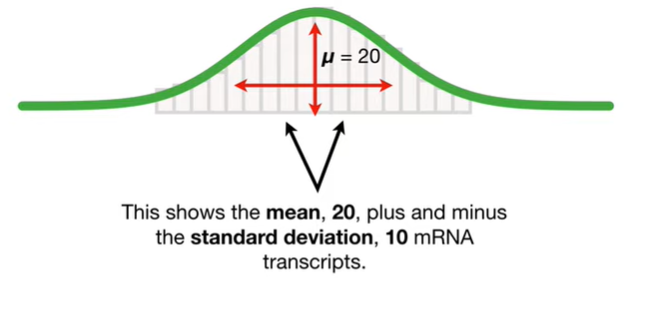 μ = 20
This shows the mean, 20, plus and minus
the standard deviation, 10 mRNA
transcripts.